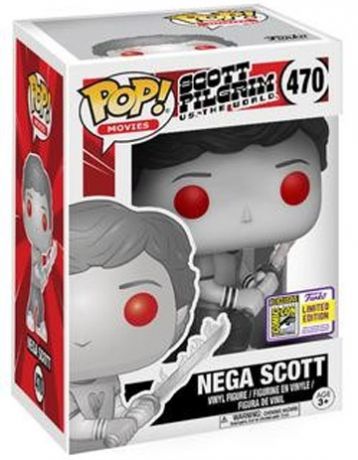 POP!
MOVIES
SCOTT
PILGRIM
VS. THE WORLD
470
Funko
LIMITED
EDITION
NEGA SCOTT
VINYL FIGURE / FIGURINE EN VINYLE /
FIGURA DE VINIL
AGE
3+
NEGA SCOTT
470